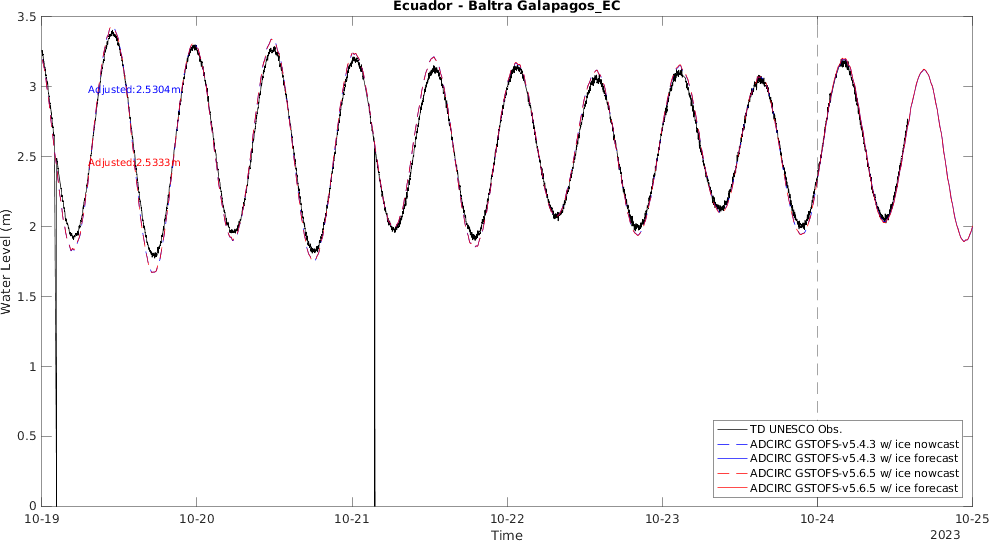 Ecuador - Baltra Galapagos_EC
3.5
3
2.5
2
1.5
1
0.5
0
Water Level (m)
Adjusted:2.5304m
Adjusted:2.5333m
TD UNESCO Obs.
ADCIRC GSTOFS-v5.4.3 w/ ice nowcast
ADCIRC GSTOFS-v5.4.3 w/ ice forecast
ADCIRC GSTOFS-v5.6.5 w/ ice nowcast
ADCIRC GSTOFS-v5.6.5 w/ ice forecast
10-19 10-20 10-21 10-22 10-23 10-24 10-25
Time
2023